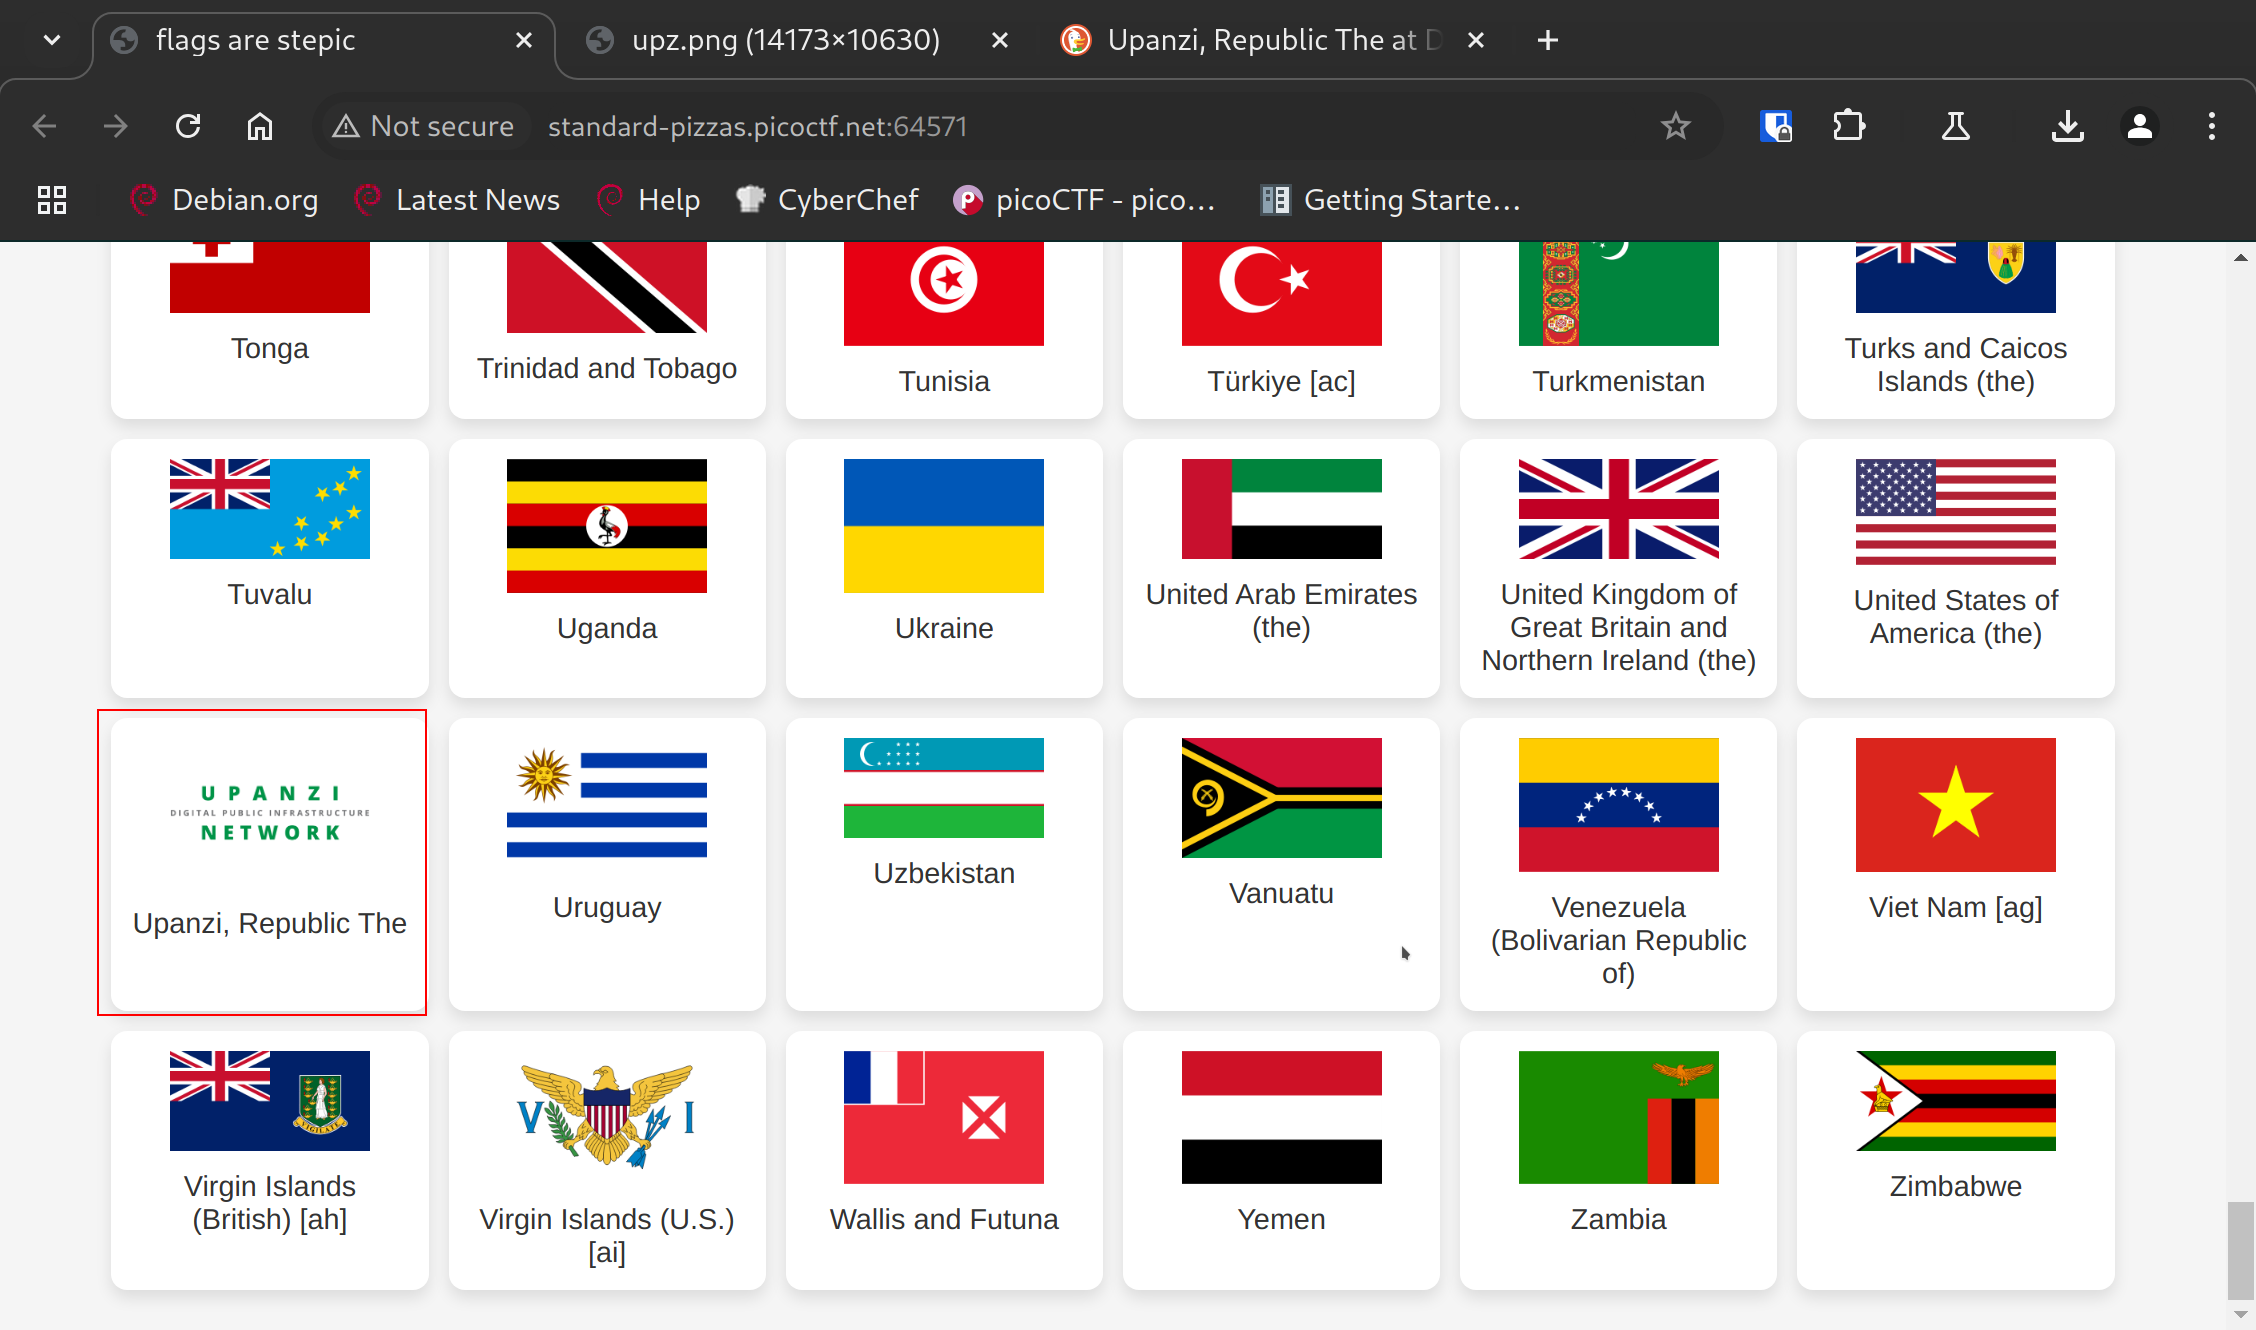 flags are stepic
upz.png (14173×10630)
Upanzi, Republic The at D
Not secure
standard-pizzas.picoctf.net:64571
Debian.org
Latest News
Help
CyberChef
picoCTF - pico…
Getting Starte…
Tonga
Trinidad and Tobago
Tunisia
Türkiye [ac]
Turkmenistan
Turks and Caicos
Islands (the)
Tuvalu
Uganda
Ukraine
United Arab Emirates
(the)
United Kingdom of
Great Britain and
Northern Ireland (the)
United States of
America (the)
UPANZI
DIGITAL PUBLIC INFRASTRUCTURE
NETWORK
Upanzi, Republic The
Uruguay
Uzbekistan
Vanuatu
Venezuela
(Bolivarian Republic
of)
Viet Nam [ag]
VIGILATE
Virgin Islands
(British) [ah]
V I
Virgin Islands (U.S.)
[ai]
Wallis and Futuna
Yemen
Zambia
Zimbabwe